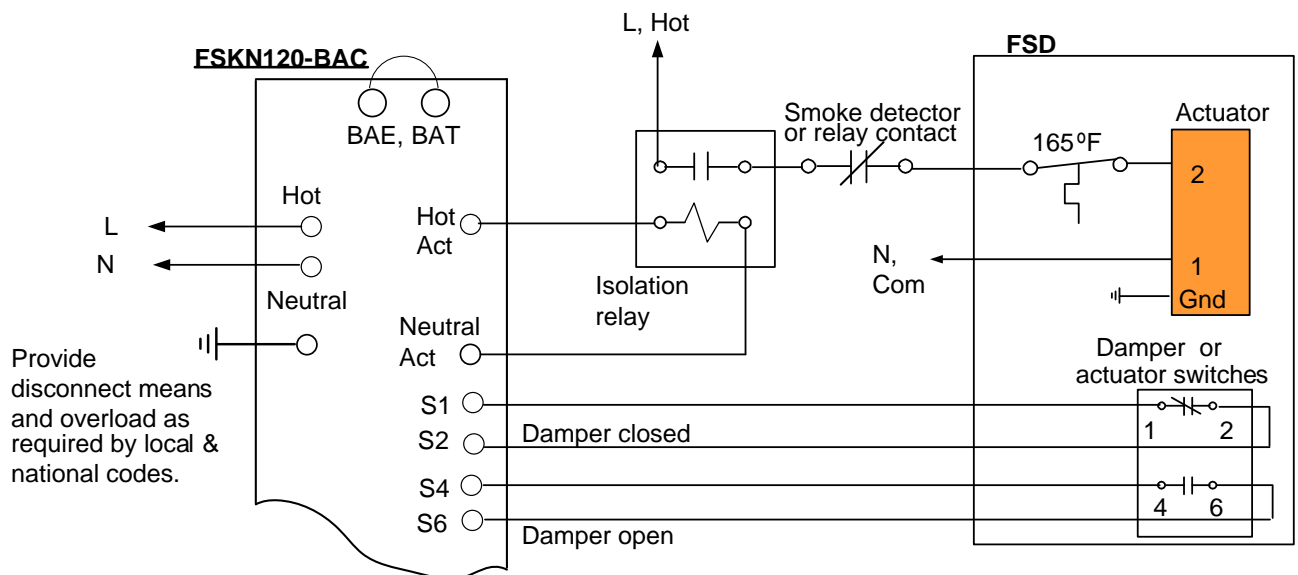 L, Hot
FSKN120-BAC
FSD
BAE, BAT
Smoke detector
or relay contact
165⁰F
Actuator
2
Hot
L
N
Neutral
Hot
Act
Isolation
relay
N,
Com
1
Gnd
Neutral
Act
Provide
disconnect means
and overload as
required by local &
national codes.
Damper or
actuator switches
S1
S2
Damper closed
1 2
S4
S6
Damper open
4 6